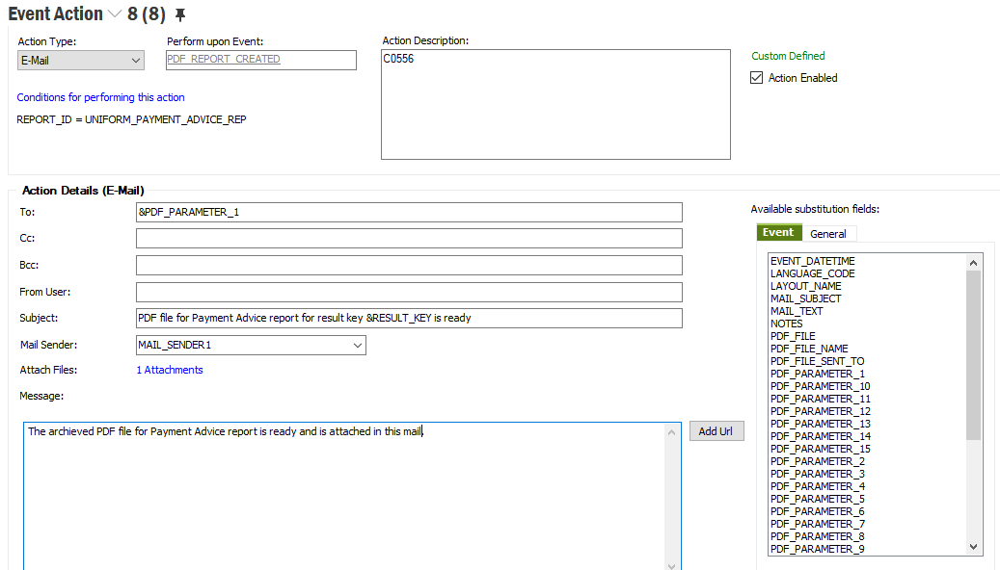 Event Action 8 (8)
Action Type:
E-Mail
Perform upon Event:
PDF_REPORT_CREATED
Action Description:
C0556
Custom Defined
Action Enabled
Conditions for performing this action
REPORT_ID = UNIFORM_PAYMENT_ADVICE_REP
Action Details (E-Mail)
To:
&PDF_PARAMETER_1
Cc:
Bcc:
From User:
Subject:
PDF file for Payment Advice report for result key &RESULT_KEY is ready
Mail Sender:
MAIL_SENDER1
Attach Files:
1 Attachments
Message:
The archieved PDF file for Payment Advice report is ready and is attached in this mail.
Add Url
Available substitution fields:
Event
General
EVENT_DATETIME
LANGUAGE_CODE
LAYOUT_NAME
MAIL_SUBJECT
MAIL_TEXT
NOTES
PDF_FILE
PDF_FILE_NAME
PDF_FILE_SENT_TO
PDF_PARAMETER_1
PDF_PARAMETER_10
PDF_PARAMETER_11
PDF_PARAMETER_12
PDF_PARAMETER_13
PDF_PARAMETER_14
PDF_PARAMETER_15
PDF_PARAMETER_2
PDF_PARAMETER_3
PDF_PARAMETER_4
PDF_PARAMETER_5
PDF_PARAMETER_6
PDF_PARAMETER_7
PDF_PARAMETER_8
PDF_PARAMETER_9